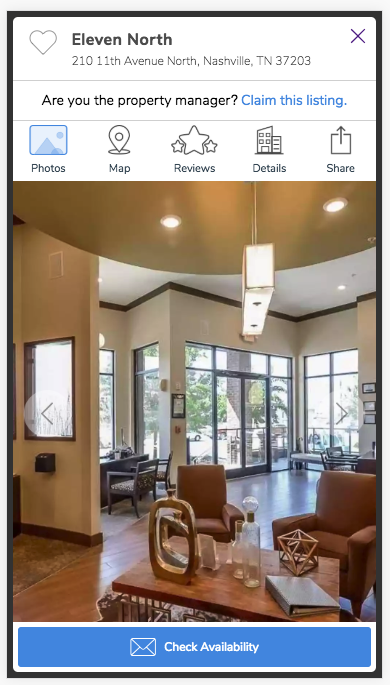 Eleven North
210 11th Avenue North, Nashville, TN 37203
Are you the property manager? Claim this listing.
Photos
Map
Reviews
Details
Share
Check Availability